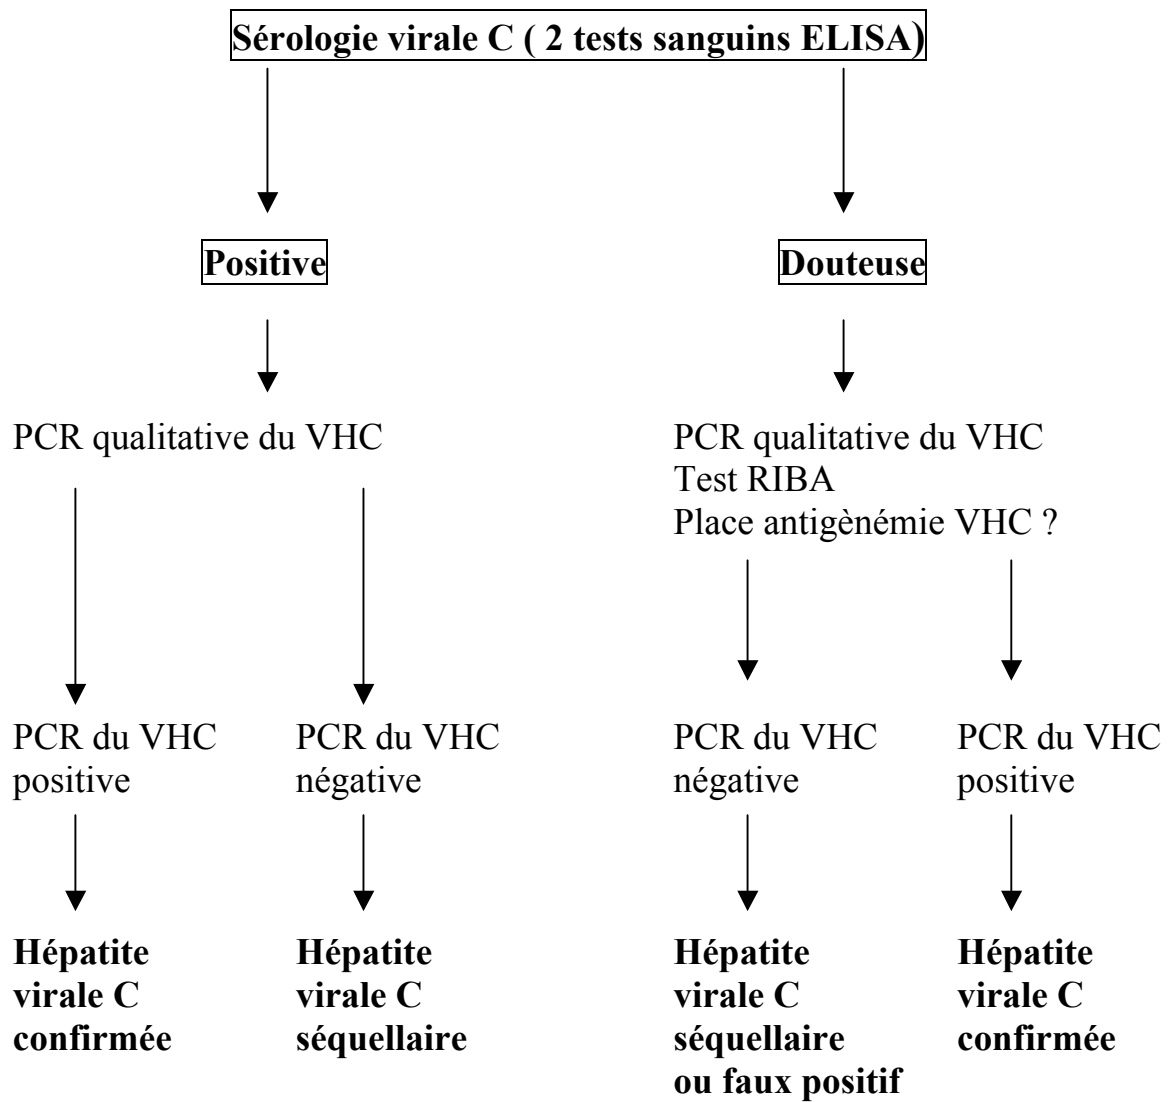 Sérologie virale C ( 2 tests sanguins ELISA)
Positive
Douteuse
PCR qualitative du VHC
PCR qualitative du VHC
Test RIBA
Place antigènémie VHC ?
PCR du VHC
positive
PCR du VHC
négative
PCR du VHC
négative
PCR du VHC
positive
Hépatite
virale C
confirmée
Hépatite
virale C
séquellaire
Hépatite
virale C
séquellaire
ou faux positif
Hépatite
virale C
confirmée